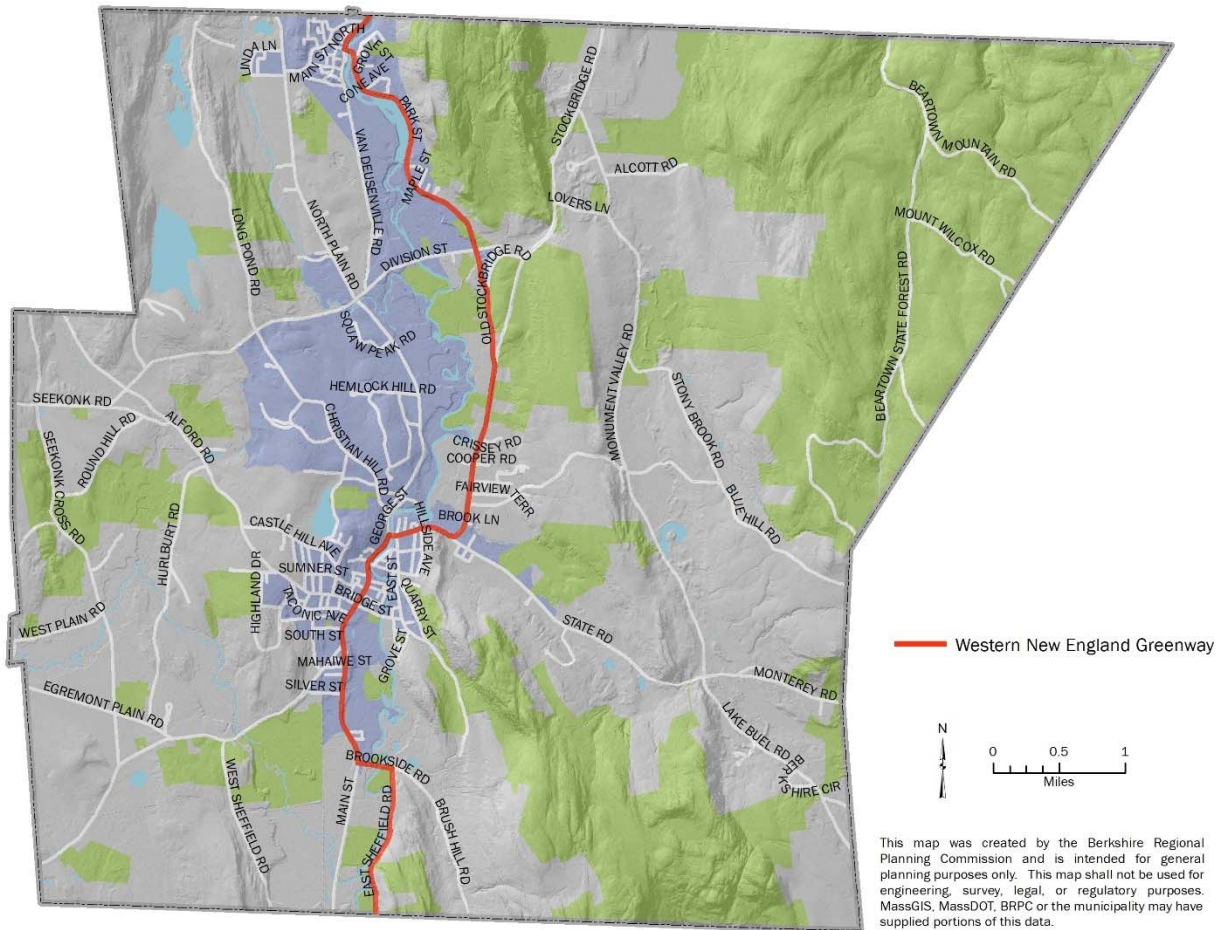 LINDA LN
MAIN ST NORTH
GROVE ST
CONE AVE
PARK ST
STOCKBRIDGE RD
BEARTOWN MOUNTAIN RD
VAN DEUSENVILLE RD
MAPLE ST
ALCOTT RD
LOVERS LN
LONG POND RD
NORTH PLAIN RD
MOUNT WILCOX RD
DIVISION ST
STOCKBRIDGE RD
OLD STOCKBRIDGE RD
BEARTOWN STATE FOREST RD
SQUAW PEAK RD
MONUMENT VALLEY RD
HEMLOCK HILL RD
STONY BROOK RD
SEEKONK RD
ROUND HILL RD
ALFORD RD
CHRISTIAN HILL RD
CRISSEY RD
COOPER RD
SEEKONK CROSS RD
FAIRVIEW TERR
BLUE HILL RD
HURLBURT RD
GEORGE ST
HILLSIDE AVE
BROOK LN
CASTLE HILL AVE
SUMNER ST
EAST ST
HIGHLAND DR
BRIDGE ST
QUARRY ST
TACONIC AVE
WEST PLAIN RD
SOUTH ST
STATE RD
GROVE ST
MAHAIWE ST
SILVER ST
MONTEREY RD
EGREMONT PLAIN RD
LAKE BUEL RD
BERKSHIRE CIR
BROOKSIDE RD
WEST SHEFFIELD RD
MAIN ST
EAST SHEFFIELD RD
BRUSH HILL RD
Western New England Greenway
N
0 0.5 1
Miles
This map was created by the Berkshire Regional
Planning Commission and is intended for general
planning purposes only. This map shall not be used for
engineering, survey, legal, or regulatory purposes.
MassGIS, MassDOT, BRPC or the municipality may have
supplied portions of this data.